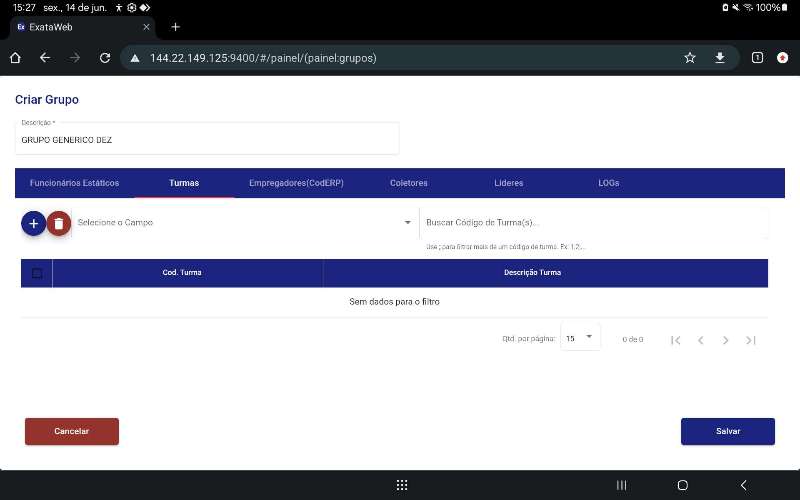 15:27 sex., 14 de jun. 100%
Ex ExataWeb
144.22.149.125:9400/#/painel/(painel:grupos) 1
Criar Grupo
Descrição *
GRUPO GENERICO DEZ
Funcionários Estáticos Turmas Empregadores(CodERP) Coletores Líderes LOGs
Selecione o Campo Buscar Código de Turma(s)...
Use ; para filtrar mais de um código de turma. Ex: 1;2;...
Cod. Turma Descrição Turma
Sem dados para o filtro
Qtd. por página: 15 0 de 0
Cancelar Salvar